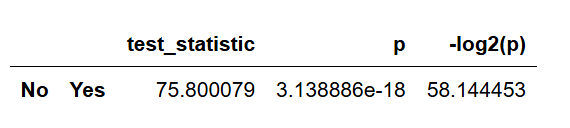 test_statistic p -log2(p)
No Yes 75.800079 3.138886e-18 58.144453